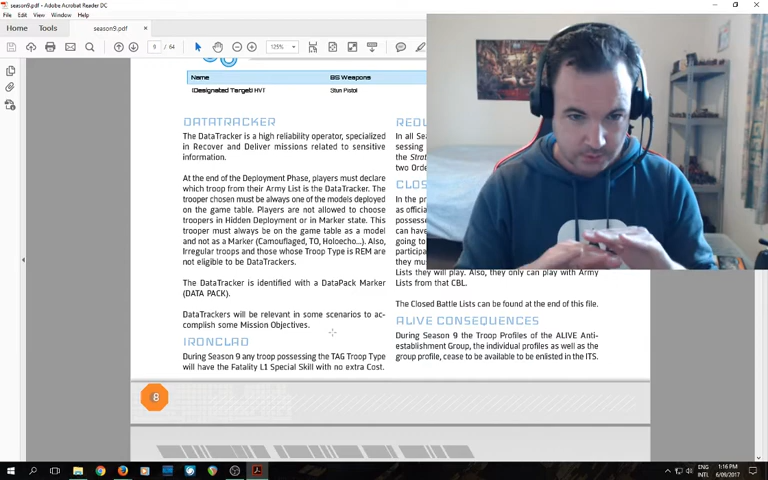 season9.pdf - Adobe Acrobat Reader DC
File Edit View Window Help
Home Tools season9.pdf
9 / 64 125%
Name BS Weapons
(Designated Target) HVT Stun Pistol
DATATRACKER
The DataTracker is a high reliability operator, specialized
in Recover and Deliver missions related to sensitive
information.
At the end of the Deployment Phase, players must declare
which troop from their Army List is the DataTracker. The
trooper chosen must be always one of the models deployed
on the game table. Players are not allowed to choose
troopers in Hidden Deployment or in Marker state. This
trooper must always be on the game table as a model
and not as a Marker (Camouflaged, TO, Holoecho...). Also,
Irregular troops and those whose Troop Type is REM are
not eligible to be DataTrackers.
The DataTracker is identified with a DataPack Marker
(DATA PACK).
DataTrackers will be relevant in some scenarios to ac-
complish some Mission Objectives.
IRONCLAD
During Season 9 any troop possessing the TAG Troop Type
will have the Fatality L1 Special Skill with no extra Cost.
In all Sea
sessing
the Strat
two Orde
CLOS
In the pr
as official
possesse
can have
going to
participa
they mus
Lists they will play. Also, they only can play with Army
Lists from that CBL.
The Closed Battle Lists can be found at the end of this file.
ALIVE CONSEQUENCES
During Season 9 the Troop Profiles of the ALIVE Anti-
establishment Group, the individual profiles as well as the
group profile, cease to be available to be enlisted in the ITS.
8
ENG 1:16 PM
INTL 6/09/2017